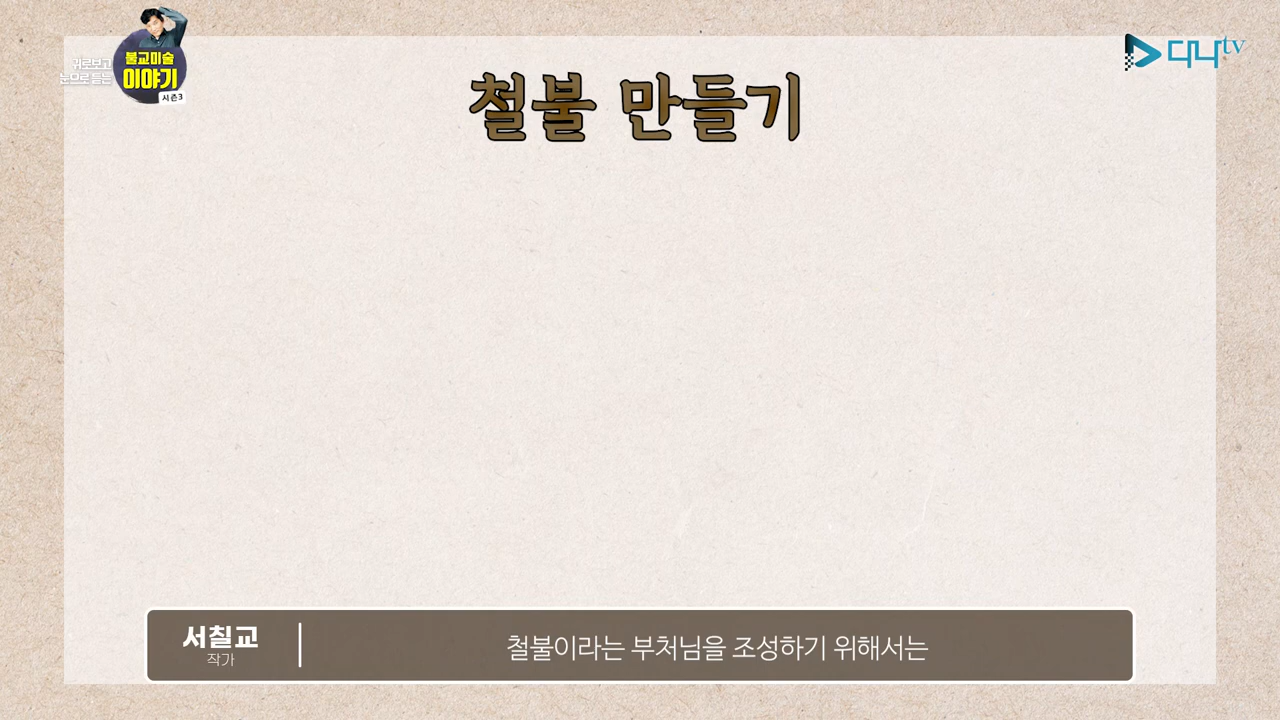 귀로보고
눈으로듣는
불교미술
이야기
시즌3
디나tv
철불 만들기
서칠교
작가
철불이라는 부처님을 조성하기 위해서는